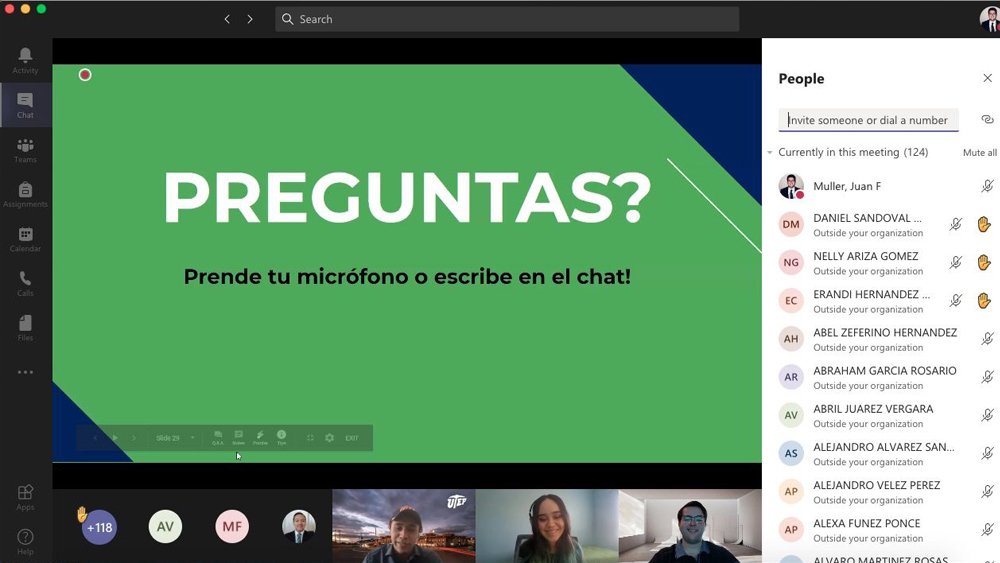 Search
Activity
Chat
Teams
Assignments
Calendar
Calls
Files
Apps
Help
PREGUNTAS?
Prende tu micrófono o escribe en el chat!
Slide 29
Q&A
Notes
Pointer
Tips
EXIT
+118
AV
MF
UTEP
People
Invite someone or dial a number
Currently in this meeting (124)
Mute all
Muller, Juan F
DM
DANIEL SANDOVAL ...
Outside your organization
NG
NELLY ARIZA GOMEZ
Outside your organization
EC
ERANDI HERNANDEZ ...
Outside your organization
AH
ABEL ZEFERINO HERNANDEZ
Outside your organization
AR
ABRAHAM GARCIA ROSARIO
Outside your organization
AV
ABRIL JUAREZ VERGARA
Outside your organization
AS
ALEJANDRO ALVAREZ SAN...
Outside your organization
AP
ALEJANDRO VELEZ PEREZ
Outside your organization
AP
ALEXA FUNEZ PONCE
Outside your organization
ALVARO MARTINEZ ROSAS